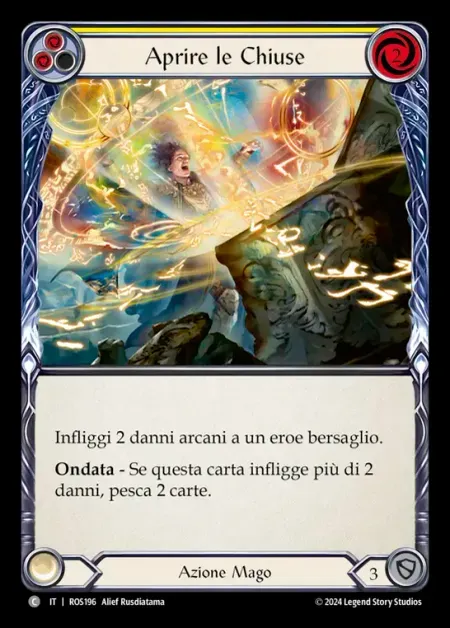 Aprire le Chiuse
2
Infliggi 2 danni arcani a un eroe bersaglio.
Ondata - Se questa carta infligge più di 2
danni, pesca 2 carte.
Azione Mago
3
C IT | ROS196 Alief Rusdiatama
© 2024 Legend Story Studios